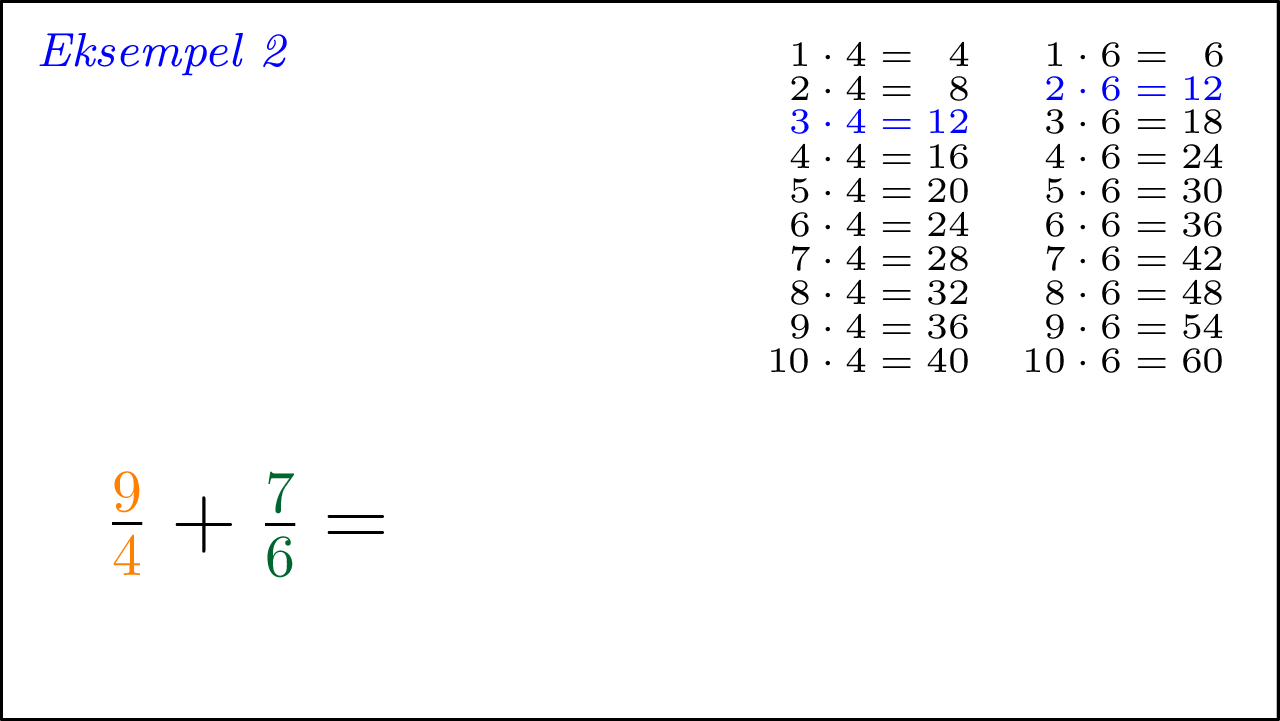 Eksempel 2
1 · 4 = 4 1 · 6 = 6
2 · 4 = 8 2 · 6 = 12
3 · 4 = 12 3 · 6 = 18
4 · 4 = 16 4 · 6 = 24
5 · 4 = 20 5 · 6 = 30
6 · 4 = 24 6 · 6 = 36
7 · 4 = 28 7 · 6 = 42
8 · 4 = 32 8 · 6 = 48
9 · 4 = 36 9 · 6 = 54
10 · 4 = 40 10 · 6 = 60
9/4 + 7/6 =